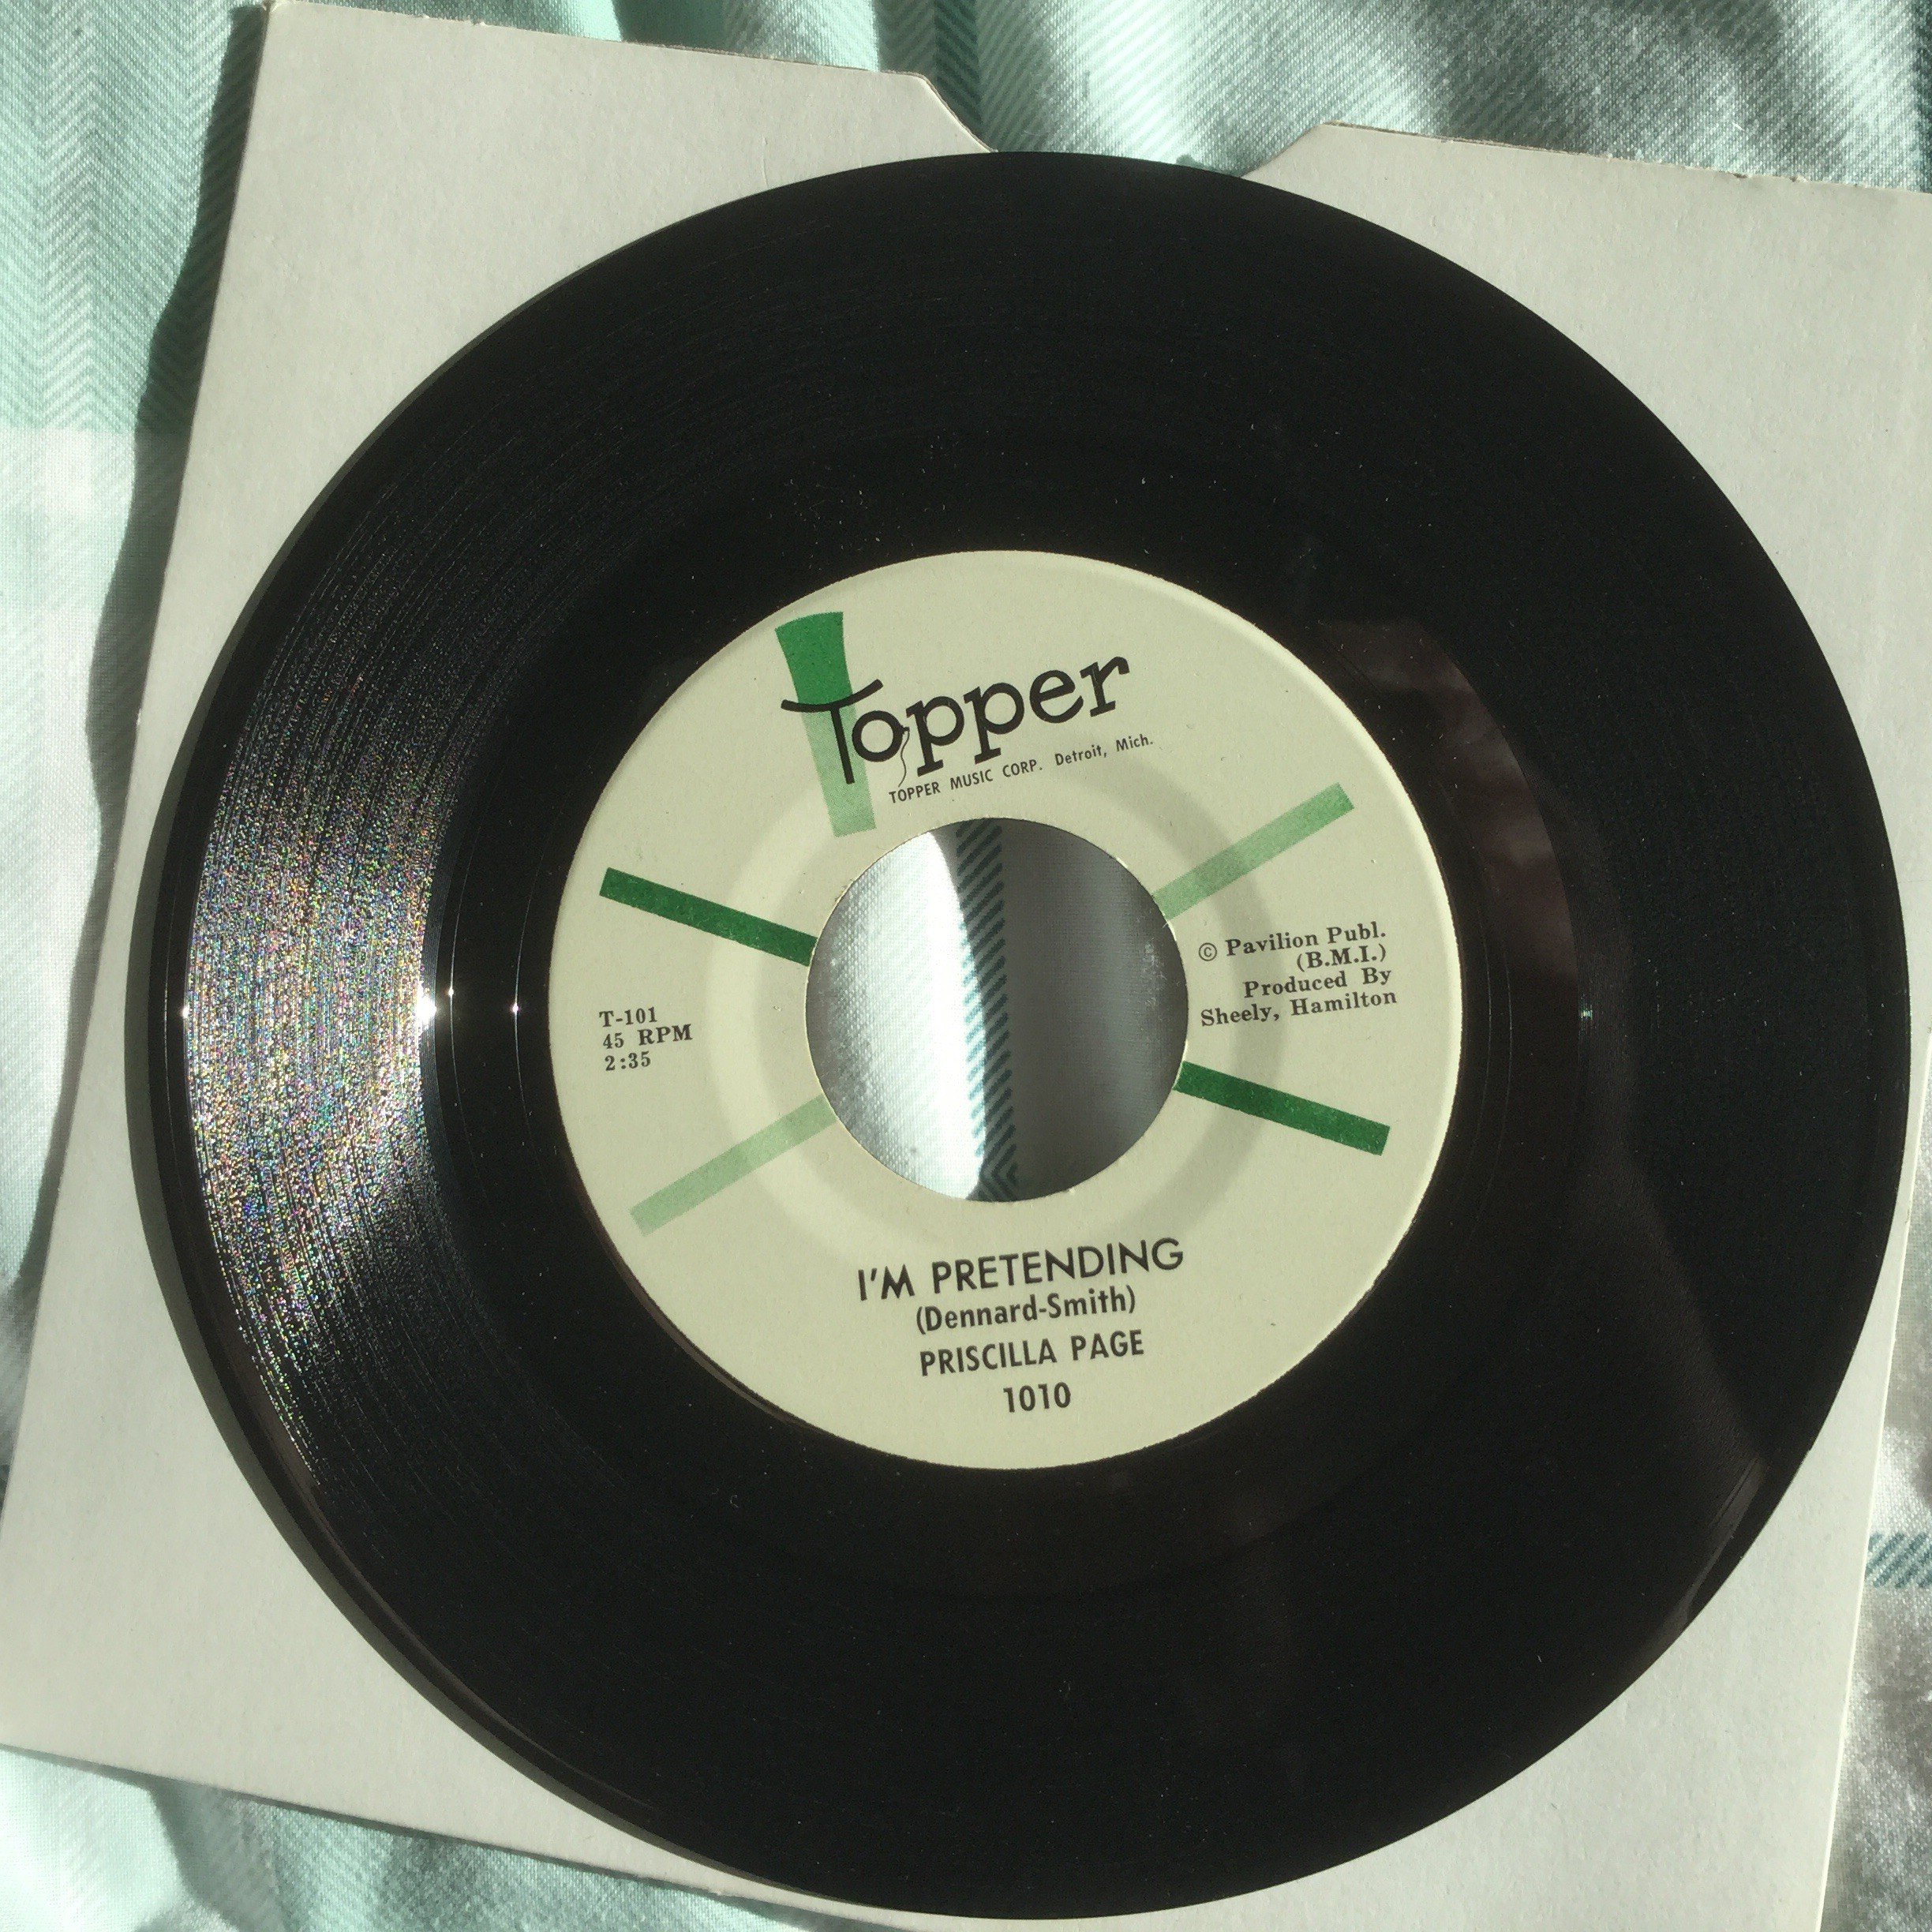 Topper
TOPPER MUSIC CORP. Detroit, Mich.
T-101
45 RPM
2:35
© Pavilion Publ.
(B.M.I.)
Produced By
Sheely, Hamilton
I'M PRETENDING
(Dennard-Smith)
PRISCILLA PAGE
1010